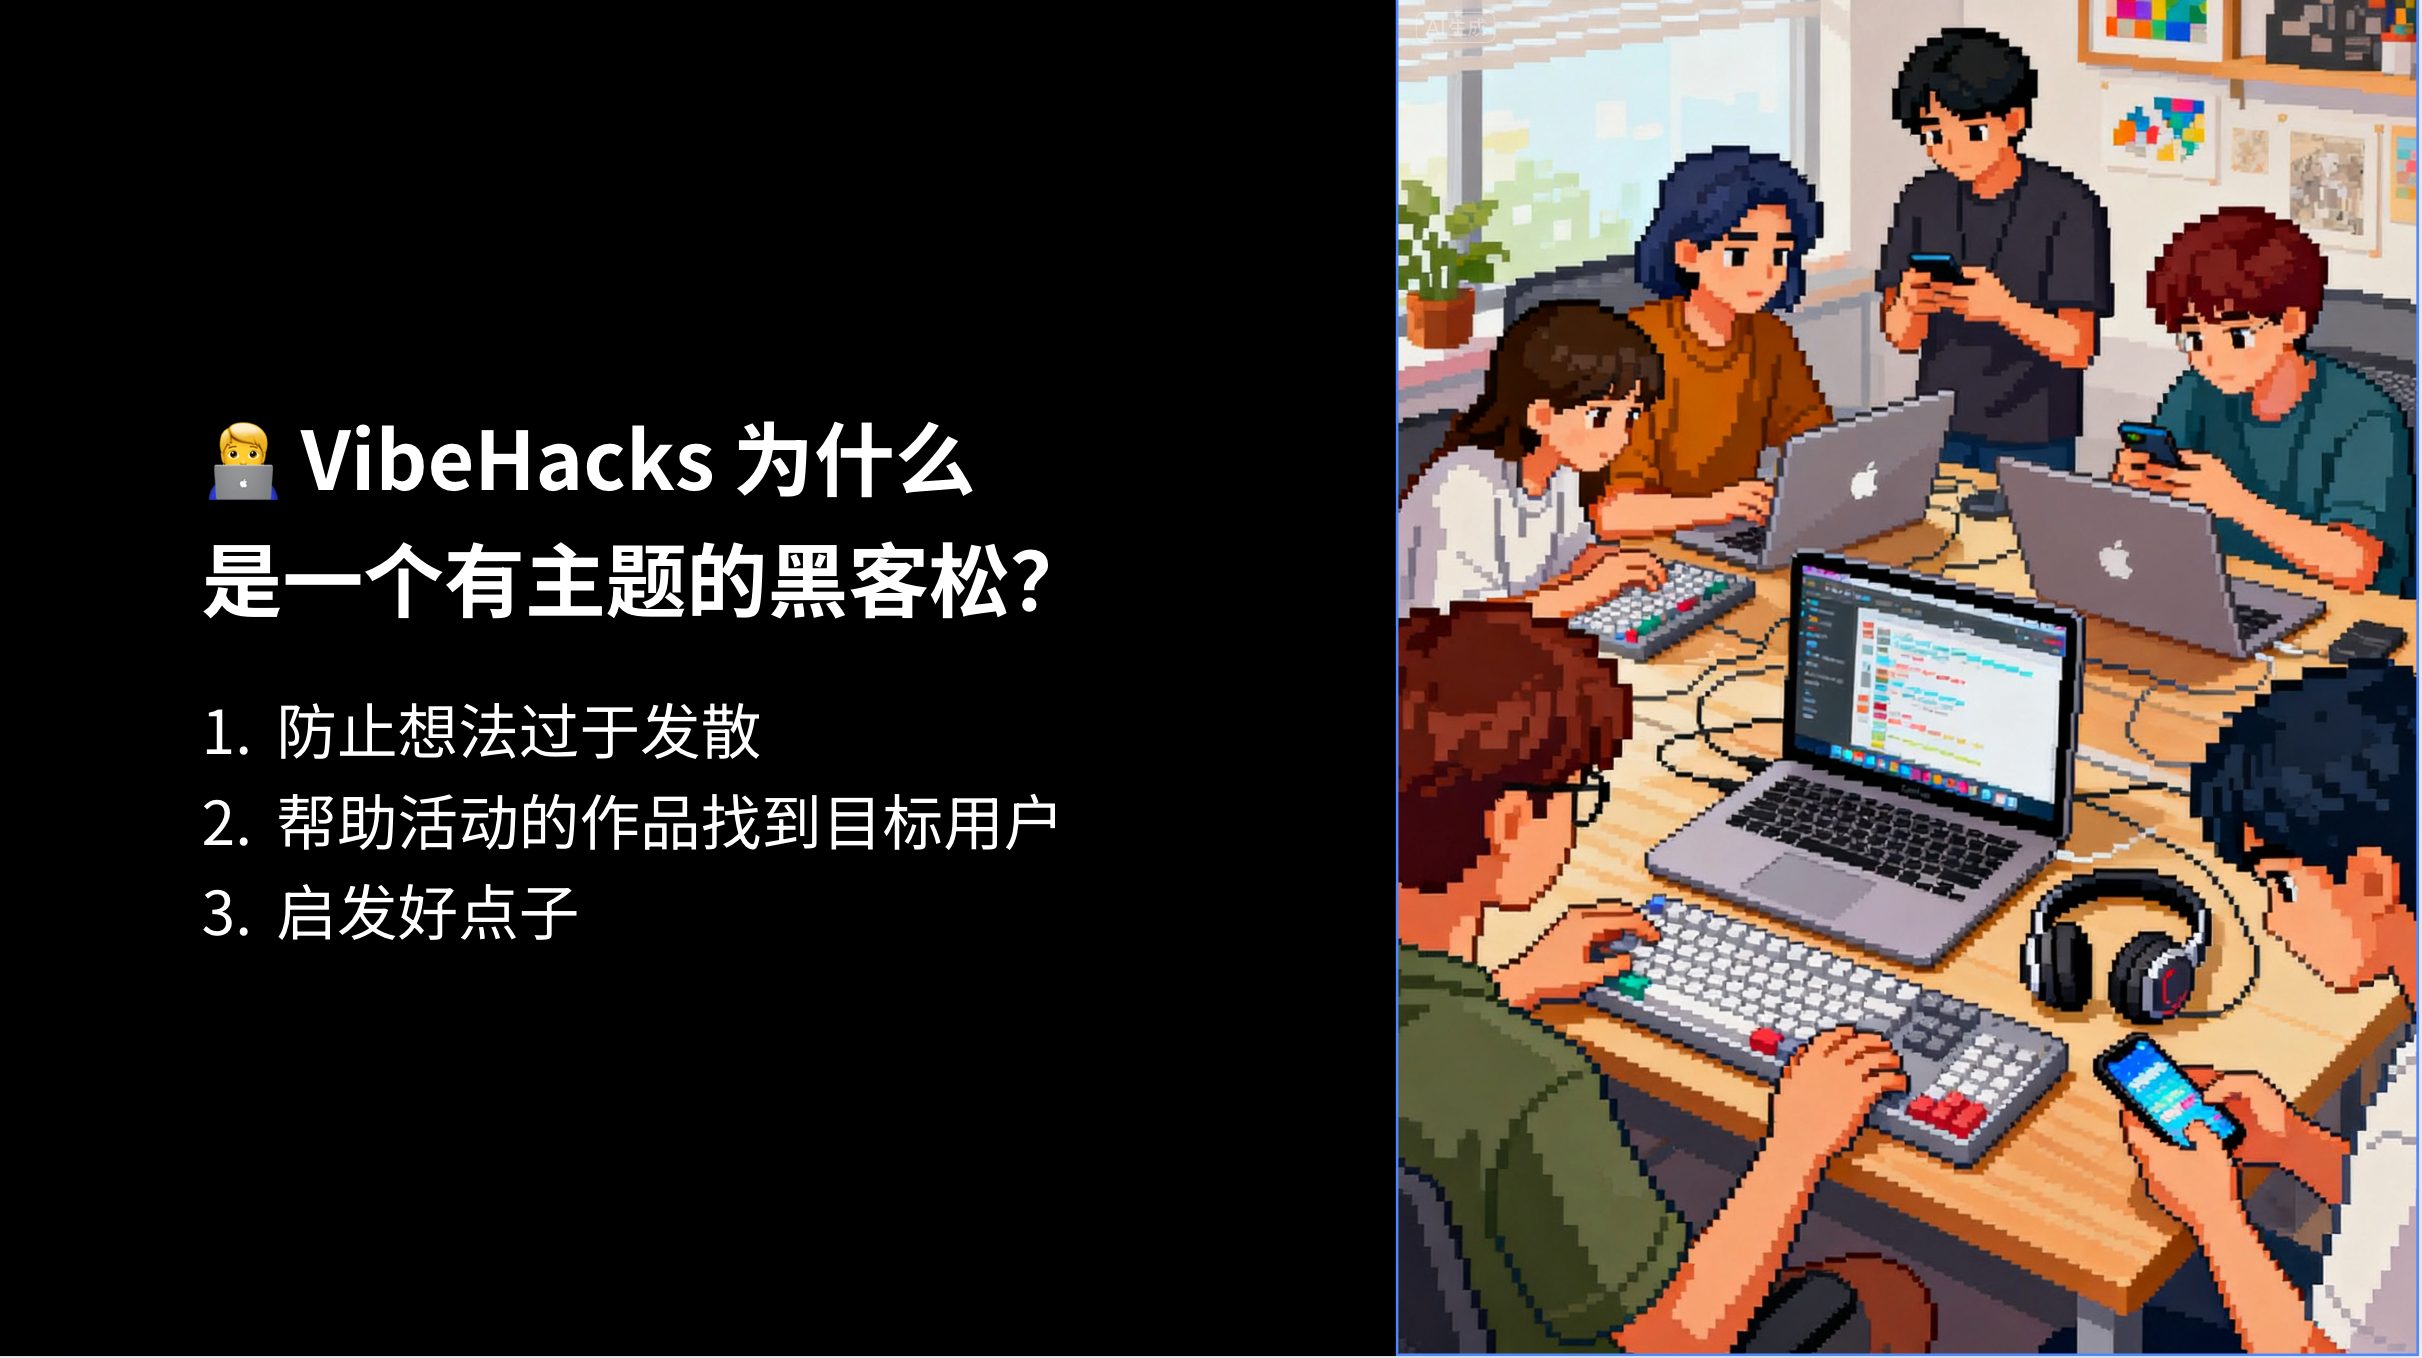 AI生成
🧑‍💻 VibeHacks 为什么
是一个有主题的黑客松？
1. 防止想法过于发散
2. 帮助活动的作品找到目标用户
3. 启发好点子